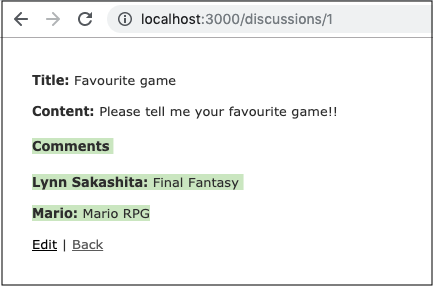 localhost:3000/discussions/1
Title: Favourite game
Content: Please tell me your favourite game!!
Comments
Lynn Sakashita: Final Fantasy
Mario: Mario RPG
Edit | Back